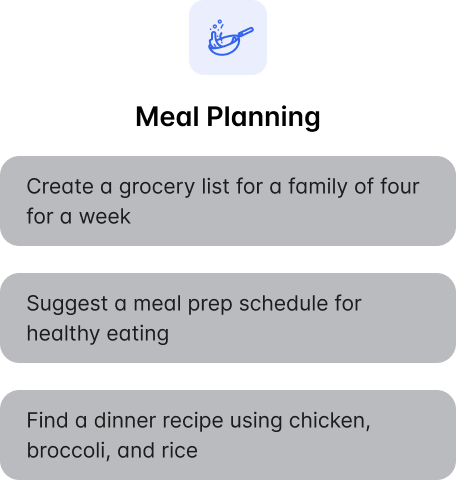 Meal Planning
Create a grocery list for a family of four
for a week
Suggest a meal prep schedule for
healthy eating
Find a dinner recipe using chicken,
broccoli, and rice